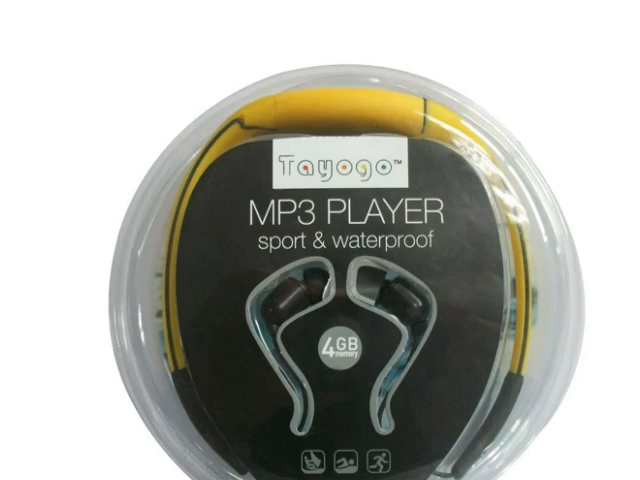 Tayogo™
MP3 PLAYER
sport & waterproof
4GB
memory